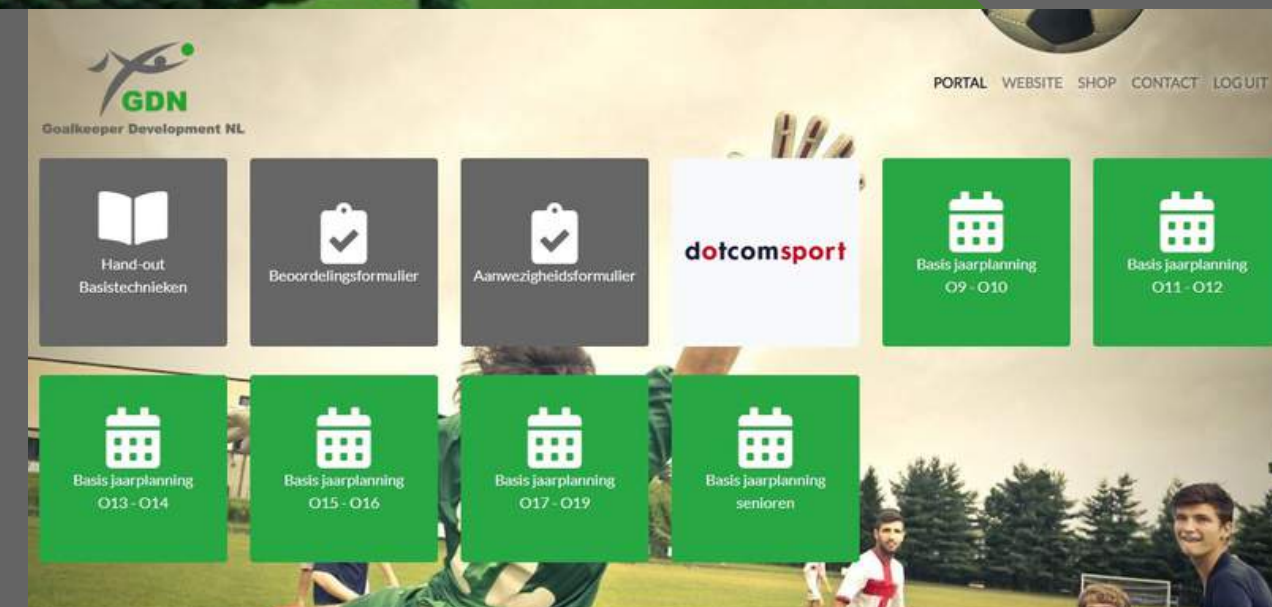 GDN
Goalkeeper Development NL
PORTAL WEBSITE SHOP CONTACT LOG UIT
Hand-out
Basistechnieken
Beoordelingsformulier
Aanwezigheidsformulier
dotcomsport
Basis jaarplanning
O9 - O10
Basis jaarplanning
O11 - O12
Basis jaarplanning
O13 - O14
Basis jaarplanning
O15 - O16
Basis jaarplanning
O17 - O19
Basis jaarplanning
senioren